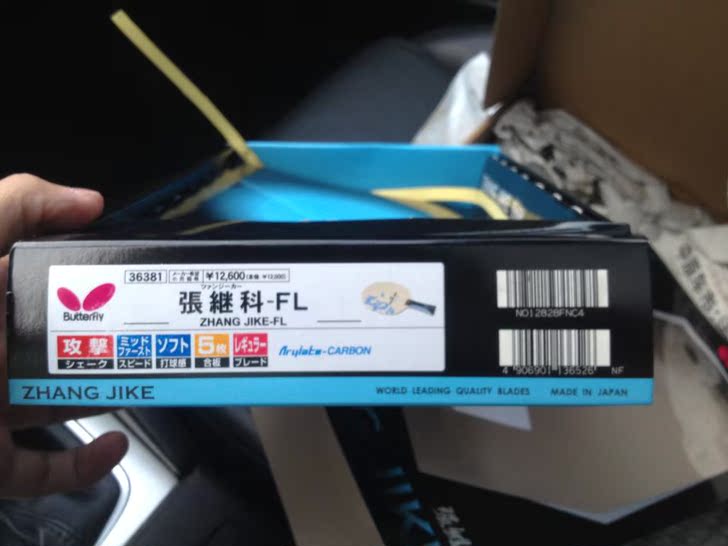 36381
¥12,600
ファンジーカー
張継科-FL
ZHANG JIKE-FL
Butterfly
攻撃
シェーク
ミッド
ファースト
スピード
ソフト
打球感
5枚
合板
レギュラー
ブレード
Arylate-CARBON
NO1282BFNC4
4 906901 136526 NF
ZHANG JIKE
WORLD LEADING QUALITY BLADES
MADE IN JAPAN